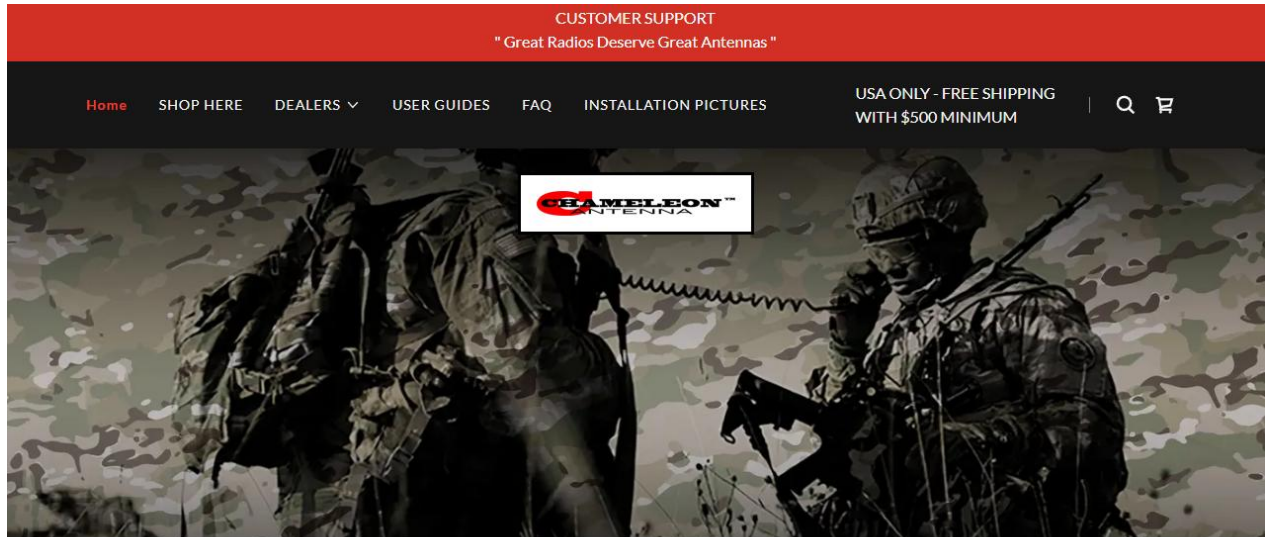 CUSTOMER SUPPORT
" Great Radios Deserve Great Antennas "
Home SHOP HERE DEALERS USER GUIDES FAQ INSTALLATION PICTURES
USA ONLY - FREE SHIPPING
WITH $500 MINIMUM
CHAMELEON™
ANTENNA